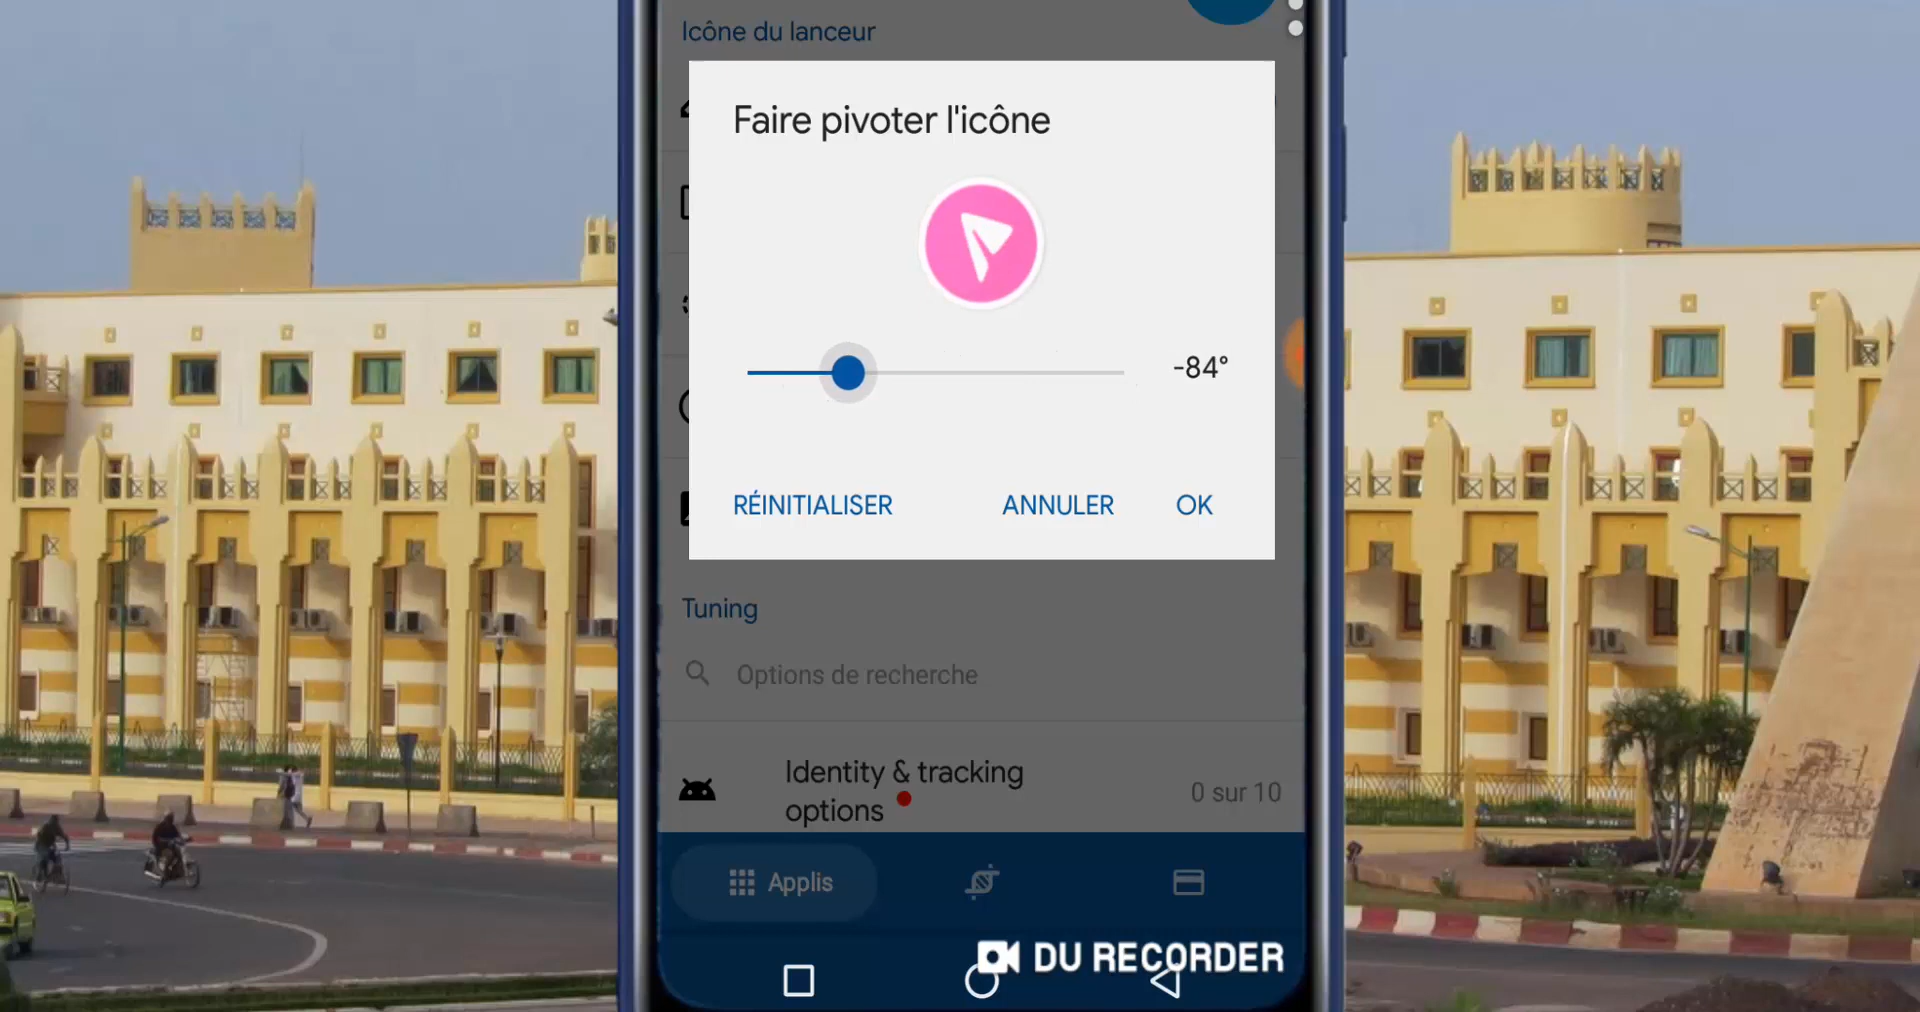 Icône du lanceur
Faire pivoter l'icône
-84°
RÉINITIALISER
ANNULER
OK
Tuning
Options de recherche
Identity & tracking
options
0 sur 10
Applis
DU RECORDER